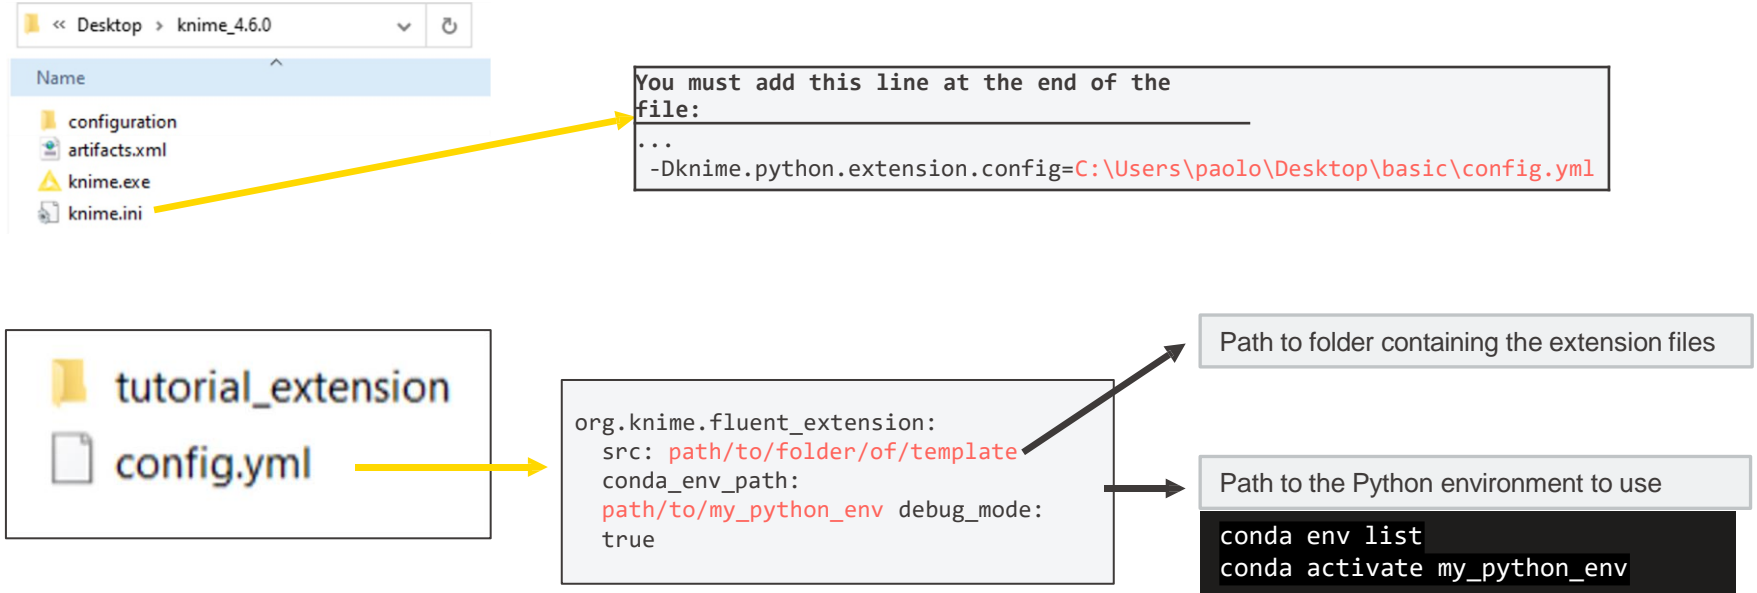 « Desktop > knime_4.6.0
Name
configuration
artifacts.xml
knime.exe
knime.ini
You must add this line at the end of the
file:
...
-Dknime.python.extension.config=C:\Users\paolo\Desktop\basic\config.yml
tutorial_extension
config.yml
org.knime.fluent_extension:
src: path/to/folder/of/template
conda_env_path:
path/to/my_python_env debug_mode:
true
Path to folder containing the extension files
Path to the Python environment to use
conda env list
conda activate my_python_env